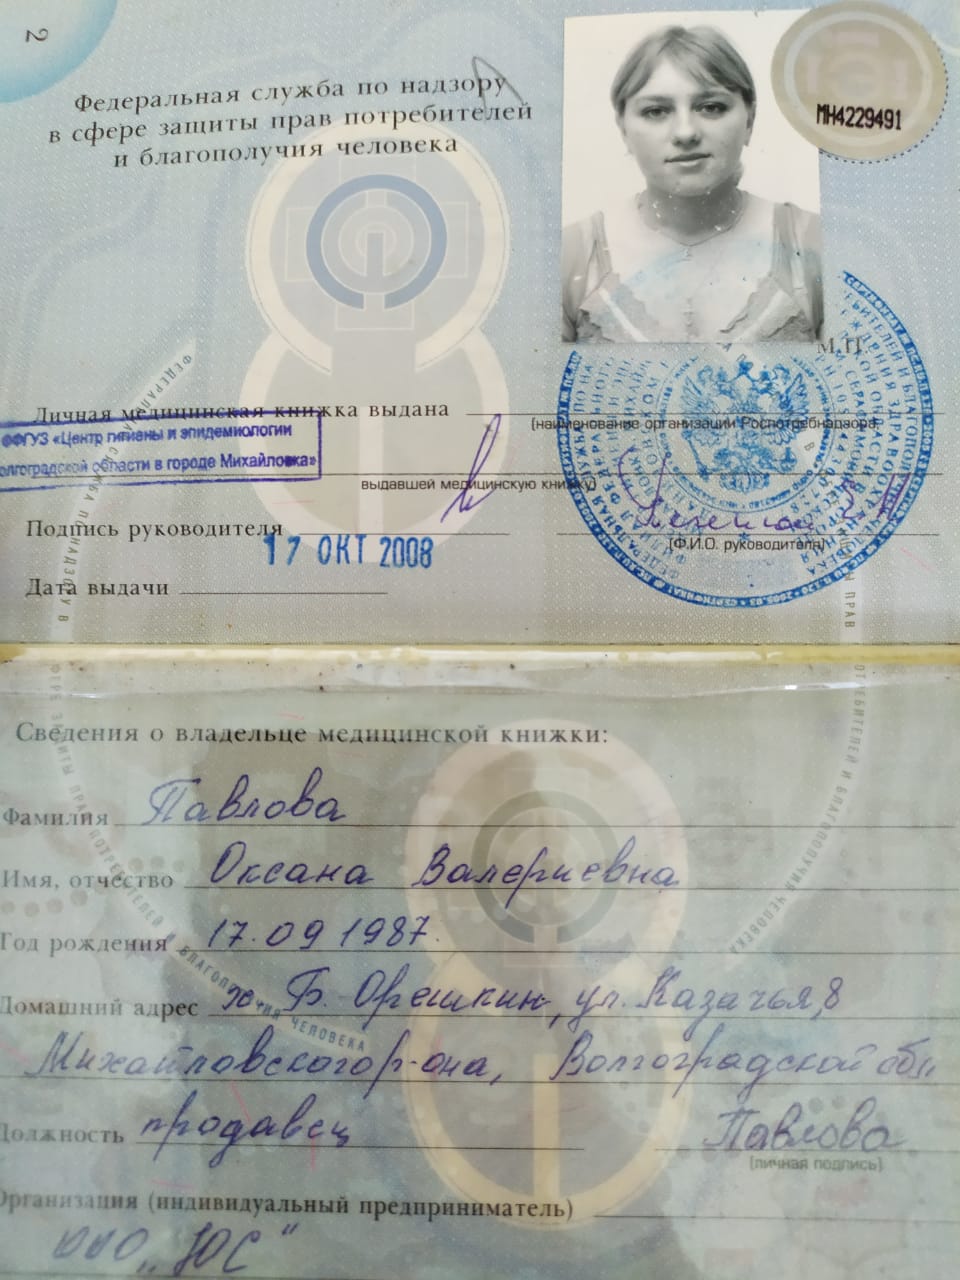 2
Федеральная служба по надзору
в сфере защиты прав потребителей
и благополучия человека
МН4229491
М.П.
Личная медицинская книжка выдана
(наименование организации Роспотребнадзора,
ФФГУЗ «Центр гигиены и эпидемиологии
олгоградской области в городе Михайловка»
выдавшей медицинскую книжку)
Подпись руководителя
(Ф.И.О. руководителя)
17 ОКТ 2008
Дата выдачи
Сведения о владельце медицинской книжки:
Фамилия Павлова
Имя, отчество Оксана Валериевна
Год рождения 17.09 1987.
Домашний адрес х Б. Орешкин, ул. Казачья, 8
Михайловского р-она, Волгоградской обл
Должность продавец Павлова
(личная подпись)
Организация (индивидуальный предприниматель)
ООО „ЮС"